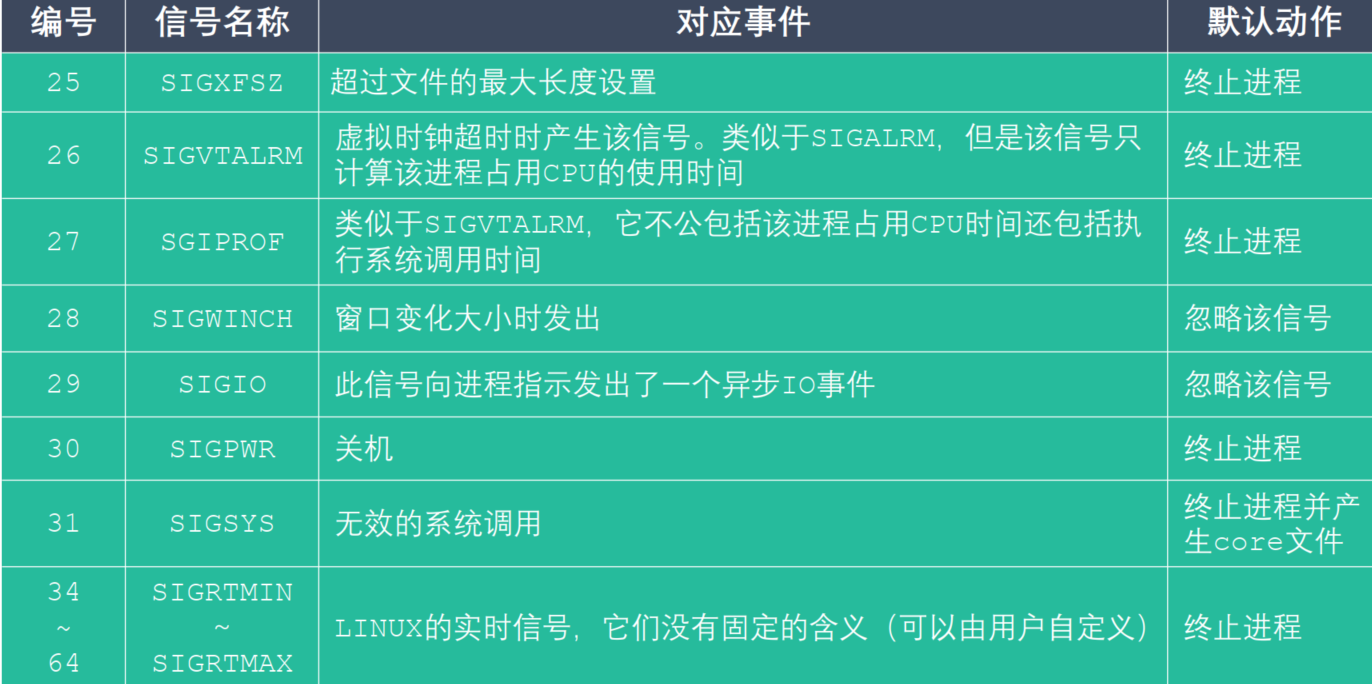 编号 信号名称 对应事件 默认动作
25 SIGXFSZ 超过文件的最大长度设置 终止进程
26 SIGVTALRM 虚拟时钟超时时产生该信号。类似于SIGALRM，但是该信号只
计算该进程占用CPU的使用时间 终止进程
27 SGIPROF 类似于SIGVTALRM，它不公包括该进程占用CPU时间还包括执
行系统调用时间 终止进程
28 SIGWINCH 窗口变化大小时发出 忽略该信号
29 SIGIO 此信号向进程指示发出了一个异步IO事件 忽略该信号
30 SIGPWR 关机 终止进程
31 SIGSYS 无效的系统调用 终止进程并产
生core文件
34 SIGRTMIN
~ ~ LINUX的实时信号，它们没有固定的含义（可以由用户自定义） 终止进程
64 SIGRTMAX